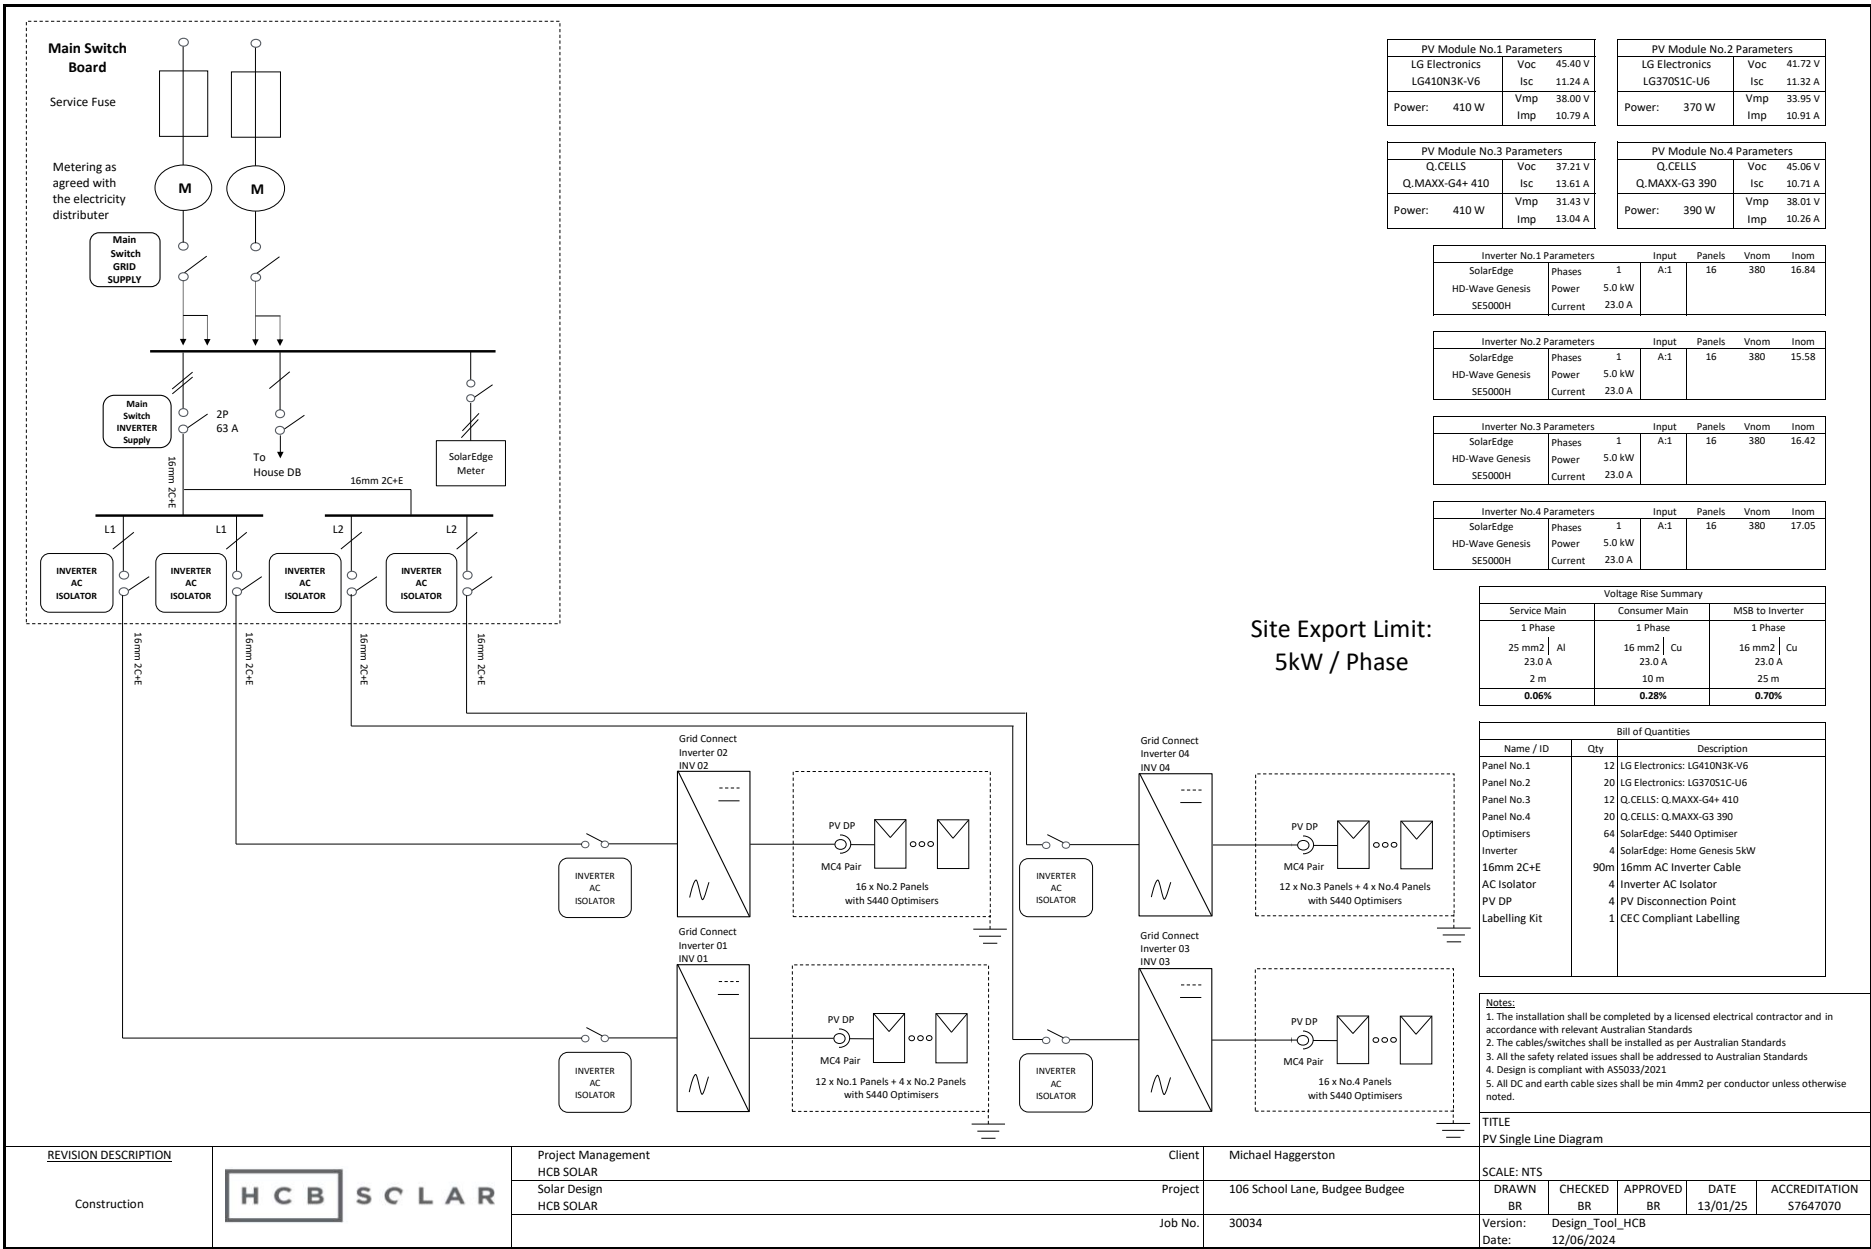 Main Switch
Board
Service Fuse
Metering as
agreed with
the electricity
distributer
M
M
Main
Switch
GRID
SUPPLY
Main
Switch
INVERTER
Supply
2P
63 A
To
House DB
SolarEdge
Meter
16mm 2C+E
16mm 2C+E
L1
L1
L2
L2
INVERTER
AC
ISOLATOR
INVERTER
AC
ISOLATOR
INVERTER
AC
ISOLATOR
INVERTER
AC
ISOLATOR
16mm 2C+E
16mm 2C+E
16mm 2C+E
16mm 2C+E
PV Module No.1 Parameters
LG Electronics Voc 45.40 V
LG410N3K-V6 Isc 11.24 A
Power: 410 W Vmp 38.00 V
Imp 10.79 A
PV Module No.2 Parameters
LG Electronics Voc 41.72 V
LG370S1C-U6 Isc 11.32 A
Power: 370 W Vmp 33.95 V
Imp 10.91 A
PV Module No.3 Parameters
Q.CELLS Voc 37.21 V
Q.MAXX-G4+ 410 Isc 13.61 A
Power: 410 W Vmp 31.43 V
Imp 13.04 A
PV Module No.4 Parameters
Q.CELLS Voc 45.06 V
Q.MAXX-G3 390 Isc 10.71 A
Power: 390 W Vmp 38.01 V
Imp 10.26 A
Inverter No.1 Parameters Input Panels Vnom Inom
SolarEdge Phases 1 A:1 16 380 16.84
HD-Wave Genesis Power 5.0 kW
SE5000H Current 23.0 A
Inverter No.2 Parameters Input Panels Vnom Inom
SolarEdge Phases 1 A:1 16 380 15.58
HD-Wave Genesis Power 5.0 kW
SE5000H Current 23.0 A
Inverter No.3 Parameters Input Panels Vnom Inom
SolarEdge Phases 1 A:1 16 380 16.42
HD-Wave Genesis Power 5.0 kW
SE5000H Current 23.0 A
Inverter No.4 Parameters Input Panels Vnom Inom
SolarEdge Phases 1 A:1 16 380 17.05
HD-Wave Genesis Power 5.0 kW
SE5000H Current 23.0 A
Site Export Limit:
5kW / Phase
Voltage Rise Summary
Service Main Consumer Main MSB to Inverter
1 Phase 1 Phase 1 Phase
25 mm2 Al 16 mm2 Cu 16 mm2 Cu
23.0 A 23.0 A 23.0 A
2 m 10 m 25 m
0.06% 0.28% 0.70%
Bill of Quantities
Name / ID Qty Description
Panel No.1 12 LG Electronics: LG410N3K-V6
Panel No.2 20 LG Electronics: LG370S1C-U6
Panel No.3 12 Q.CELLS: Q.MAXX-G4+ 410
Panel No.4 20 Q.CELLS: Q.MAXX-G3 390
Optimisers 64 SolarEdge: S440 Optimiser
Inverter 4 SolarEdge: Home Genesis 5kW
16mm 2C+E 90m 16mm AC Inverter Cable
AC Isolator 4 Inverter AC Isolator
PV DP 4 PV Disconnection Point
Labelling Kit 1 CEC Compliant Labelling
Grid Connect
Inverter 02
INV 02
INVERTER
AC
ISOLATOR
PV DP
MC4 Pair
16 x No.2 Panels
with S440 Optimisers
Grid Connect
Inverter 04
INV 04
INVERTER
AC
ISOLATOR
PV DP
MC4 Pair
12 x No.3 Panels + 4 x No.4 Panels
with S440 Optimisers
Grid Connect
Inverter 01
INV 01
INVERTER
AC
ISOLATOR
PV DP
MC4 Pair
12 x No.1 Panels + 4 x No.2 Panels
with S440 Optimisers
Grid Connect
Inverter 03
INV 03
INVERTER
AC
ISOLATOR
PV DP
MC4 Pair
16 x No.4 Panels
with S440 Optimisers
Notes:
1. The installation shall be completed by a licensed electrical contractor and in
accordance with relevant Australian Standards
2. The cables/switches shall be installed as per Australian Standards
3. All the safety related issues shall be addressed to Australian Standards
4. Design is compliant with AS5033/2021
5. All DC and earth cable sizes shall be min 4mm2 per conductor unless otherwise
noted.
TITLE
PV Single Line Diagram
SCALE: NTS
DRAWN CHECKED APPROVED DATE ACCREDITATION
BR BR BR 13/01/25 S7647070
Version: Design_Tool_HCB
Date: 12/06/2024
REVISION DESCRIPTION
Construction
HCB SOLAR
Project Management
HCB SOLAR
Solar Design
HCB SOLAR
Client Michael Haggerston
Project 106 School Lane, Budgee Budgee
Job No. 30034